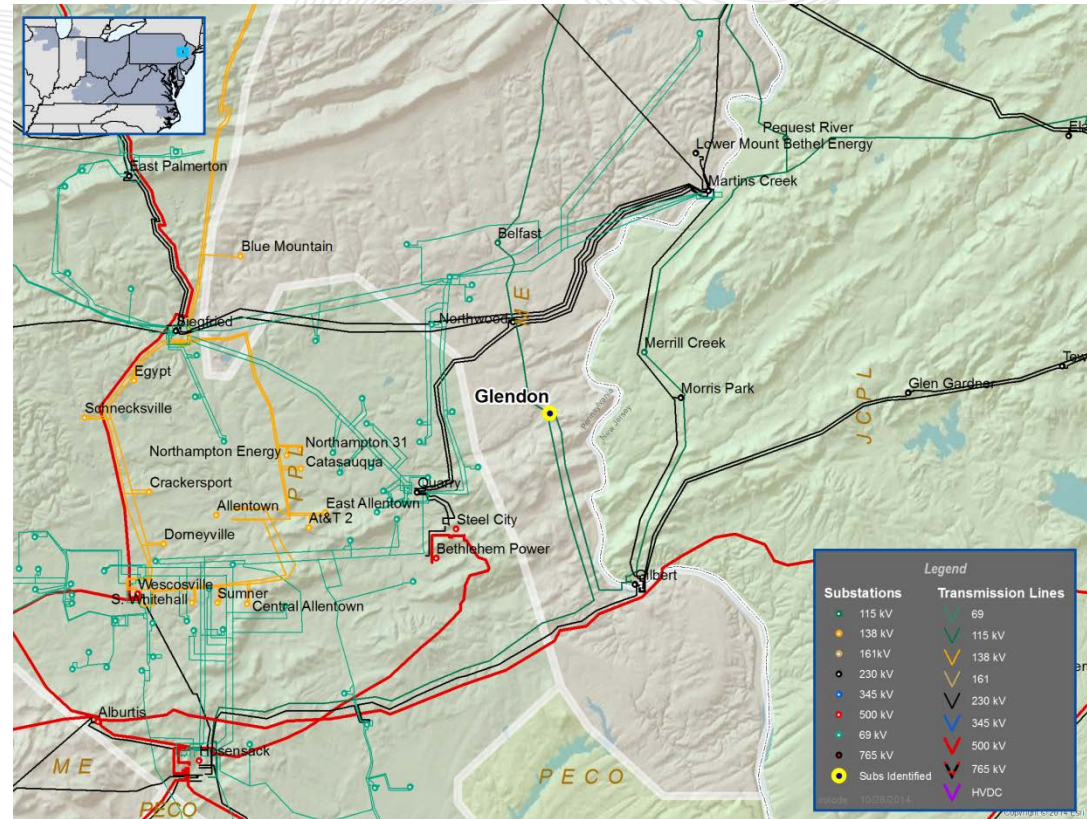 Pequest River
Lower Mount Bethel Energy
East Palmerton
Martins Creek
Belfast
Blue Mountain
ME
Siegfried
Northwood
Merrill Creek
Egypt
Pennsylvania
New Jersey
Glendon
Morris Park
Glen Gardner
JCPL
Northampton 31
Northampton Energy
Catasauqua
PPL
Crackersport
Quarry
Allentown
East Allentown
At&T 2
Steel City
Dorneyville
Bethlehem Power
Wescosville
Gilbert
S. Whitehall
Sumner
Central Allentown
Alburtis
Hosensack
ME
PECO
PECO
Legend
Substations
115 kV
138 kV
161kV
230 kV
345 kV
500 kV
69 kV
765 kV
Subs Identified
Transmission Lines
69
115 kV
138 kV
161
230 kV
345 kV
500 kV
765 kV
HVDC
10/28/2014